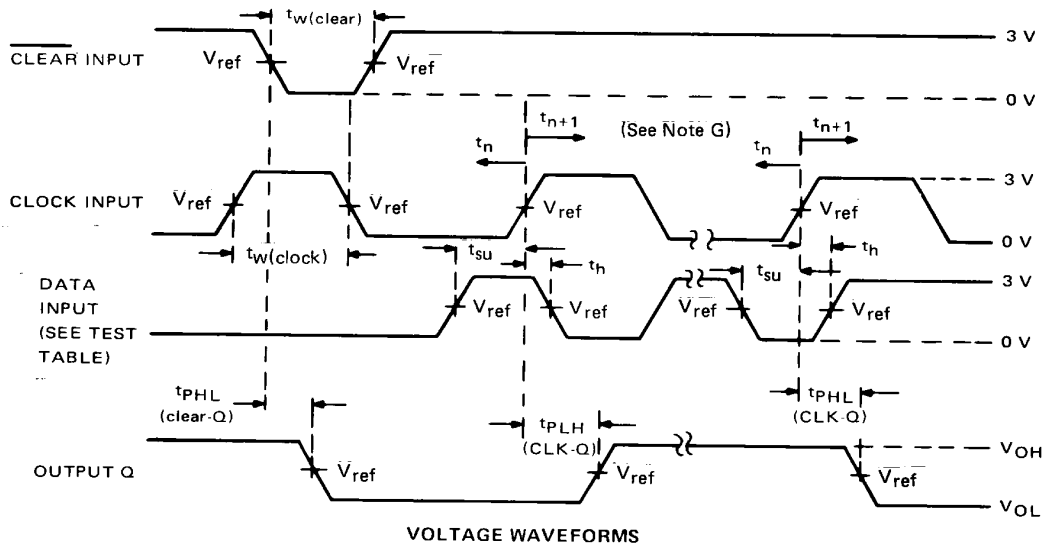 tw(clear)
CLEAR INPUT
Vref
Vref
3 V
0 V
tn
tn+1
(See Note G)
tn
tn+1
CLOCK INPUT
Vref
Vref
Vref
Vref
3 V
0 V
tw(clock)
tsu
th
tsu
th
DATA
INPUT
(SEE TEST
TABLE)
Vref
Vref
Vref
Vref
3 V
0 V
tPHL
(clear-Q)
tPLH
(CLK-Q)
tPHL
(CLK-Q)
OUTPUT Q
Vref
Vref
Vref
VOH
VOL
VOLTAGE WAVEFORMS